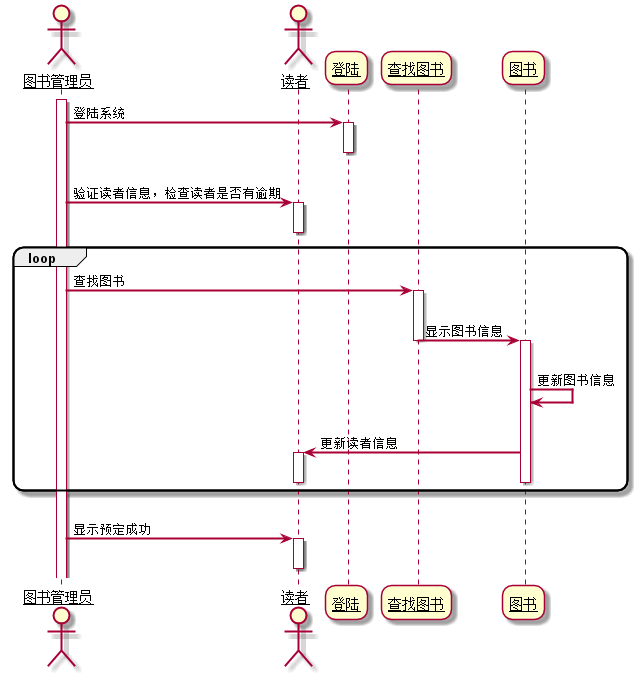 图书管理员
读者
登陆
查找图书
图书
登陆系统
验证读者信息，检查读者是否有逾期
loop
查找图书
显示图书信息
更新图书信息
更新读者信息
显示预定成功
图书管理员
读者
登陆
查找图书
图书